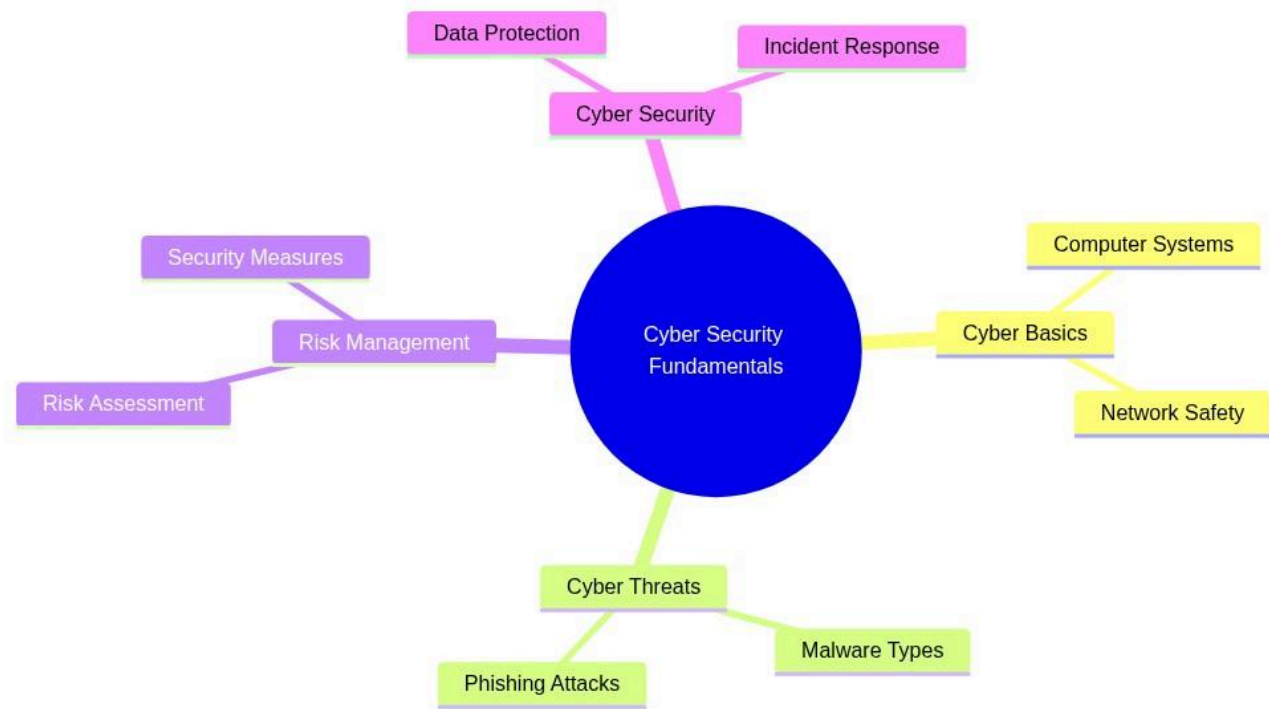 Data Protection
Incident Response
Cyber Security
Computer Systems
Security Measures
Cyber Basics
Cyber Security
Fundamentals
Risk Management
Risk Assessment
Network Safety
Cyber Threats
Malware Types
Phishing Attacks